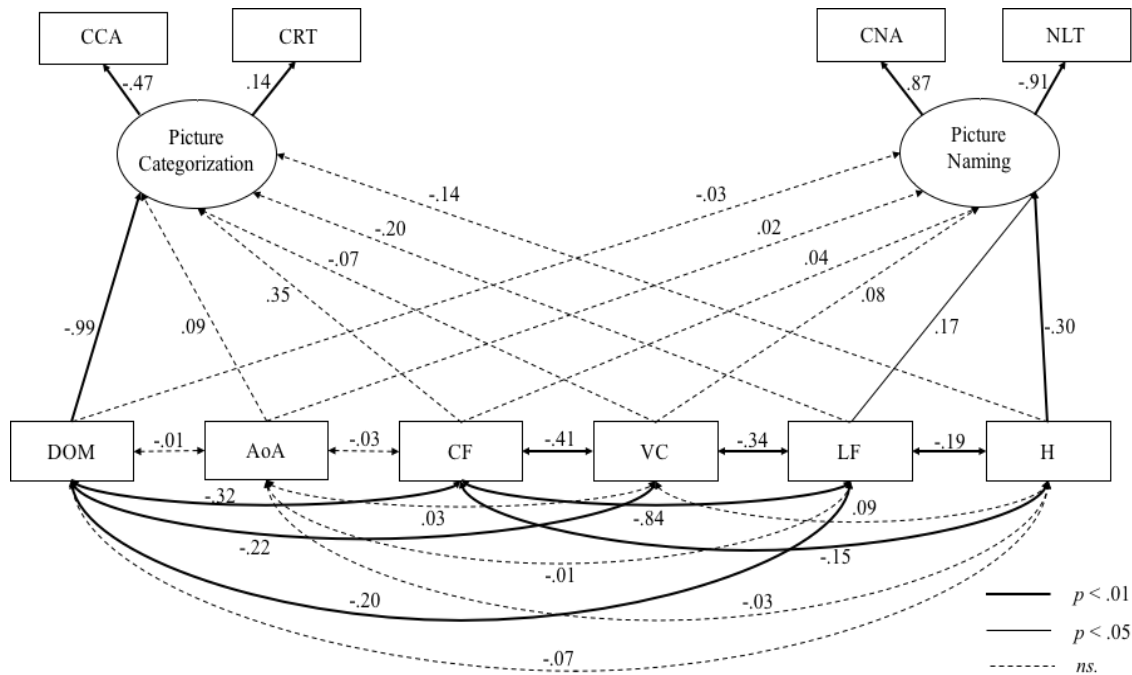 CCA
CRT
CNA
NLT
-.47
.14
.87
-.91
Picture
Categorization
Picture
Naming
-.14
-.03
-.20
.02
-.07
.04
.35
.08
-.99
.09
.17
-.30
DOM
-.01
AoA
-.03
CF
-.41
VC
-.34
LF
-.19
H
-.32
.03
-.84
.09
-.22
-.01
-.15
-.20
-.03
-.07
p < .01
p < .05
ns.